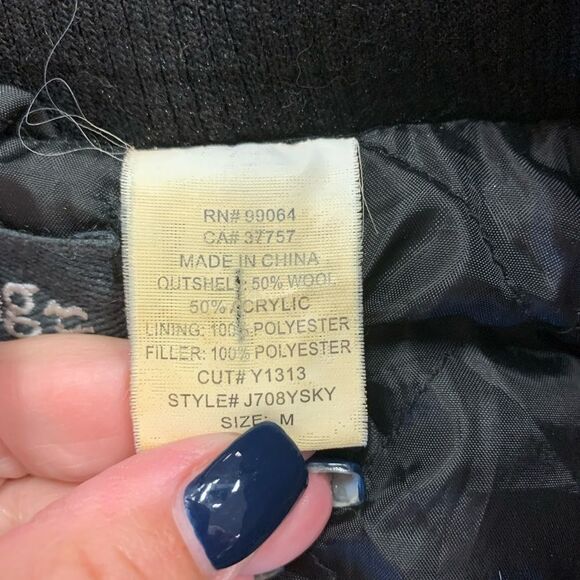 RN# 99064
CA# 37757
MADE IN CHINA
OUTSHELL: 50% WOOL
50% ACRYLIC
LINING: 100% POLYESTER
FILLER: 100% POLYESTER
CUT# Y1313
STYLE# J708YSKY
SIZE: M